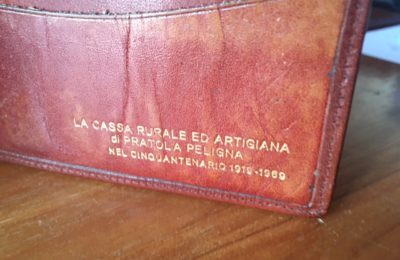 LA CASSA RURALE ED ARTIGIANA
di PRATOLA PELIGNA
NEL CINQUANTENARIO 1919-1969